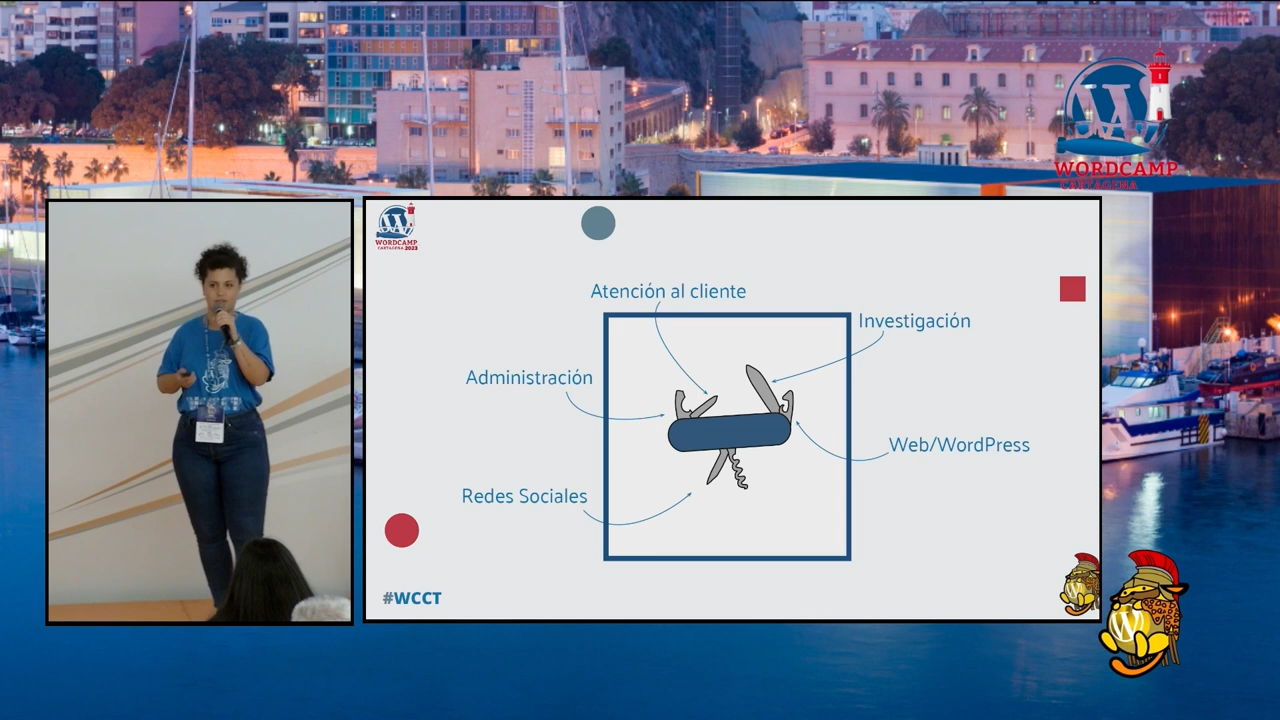 WORDCAMP
CARTAGENA
WORDCAMP
CARTAGENA 2023
Atención al cliente
Investigación
Administración
Web/WordPress
Redes Sociales
#WCCT